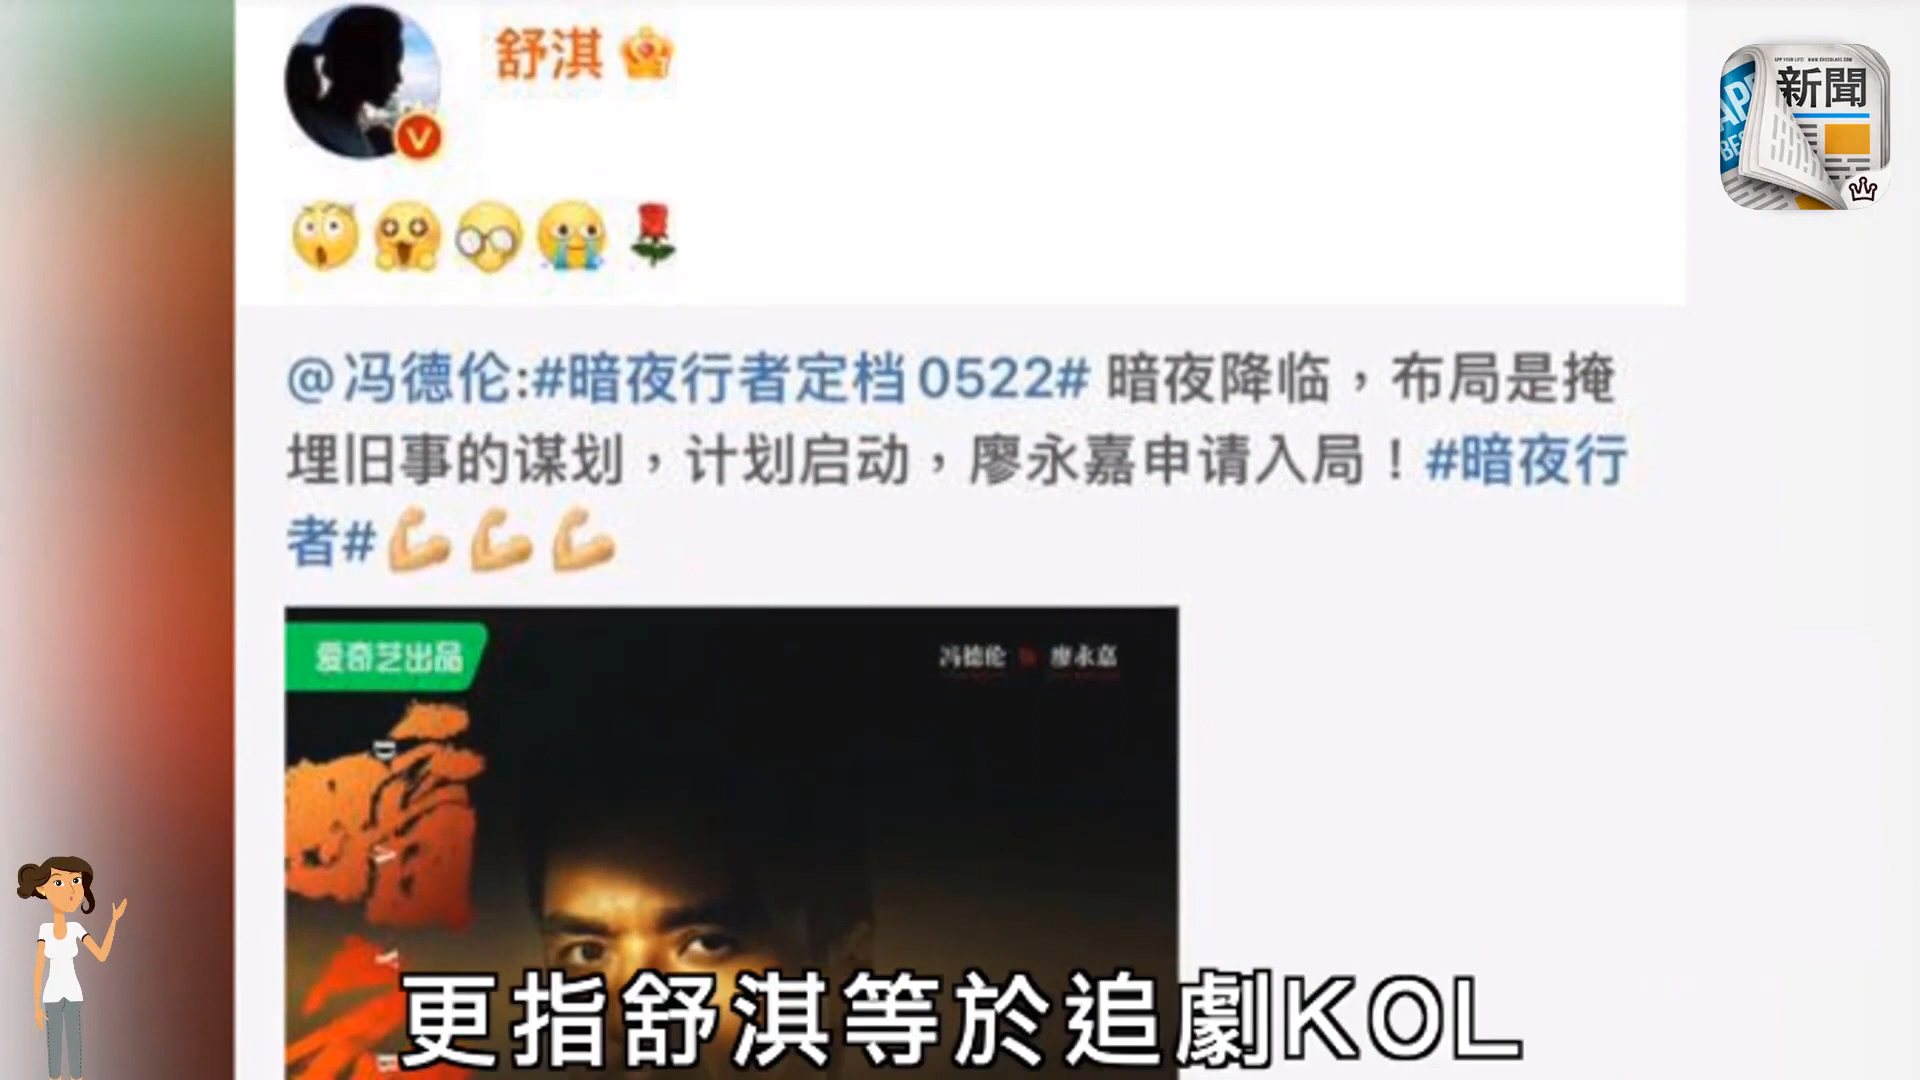 舒淇
V
新聞
@冯德伦:#暗夜行者定档0522# 暗夜降临，布局是掩
埋旧事的谋划，计划启动，廖永嘉申请入局！#暗夜行
者#
爱奇艺出品
冯德伦 廖永嘉
暗
D
A
Y
B
更指舒淇等於追劇KOL